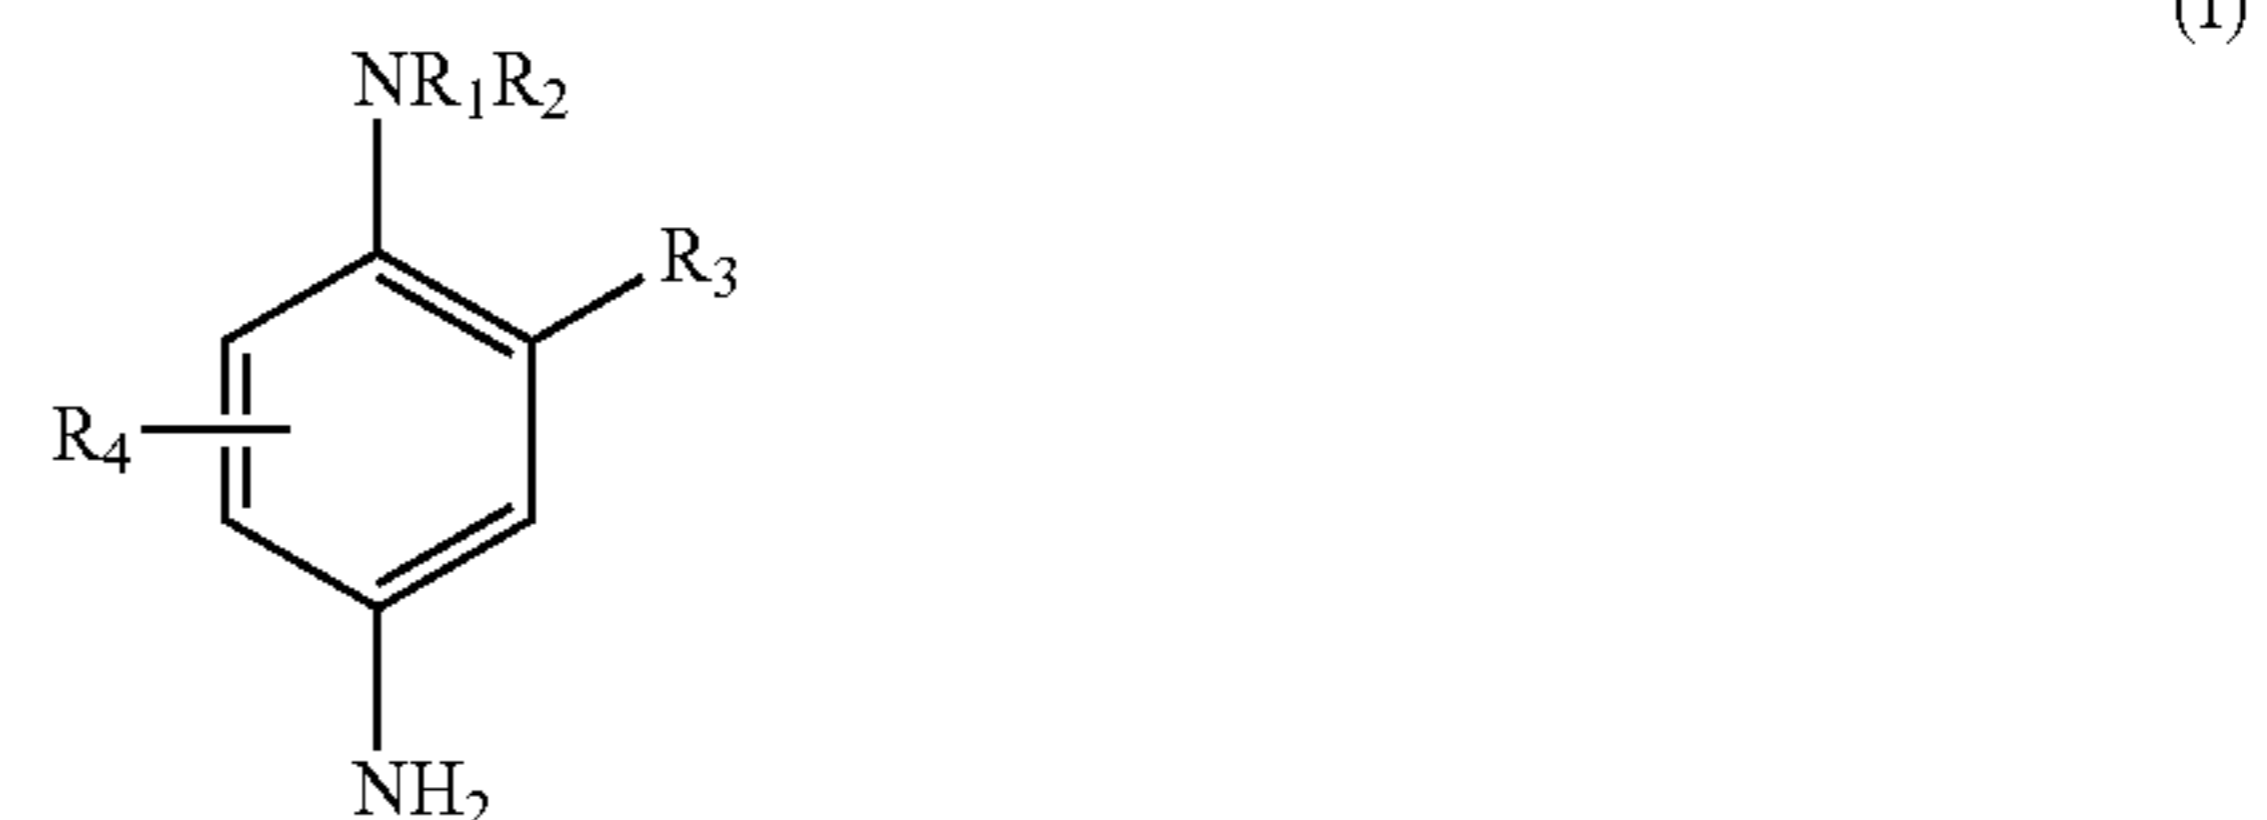 (I)
NR₁R₂
R₃
R₄
NH₂